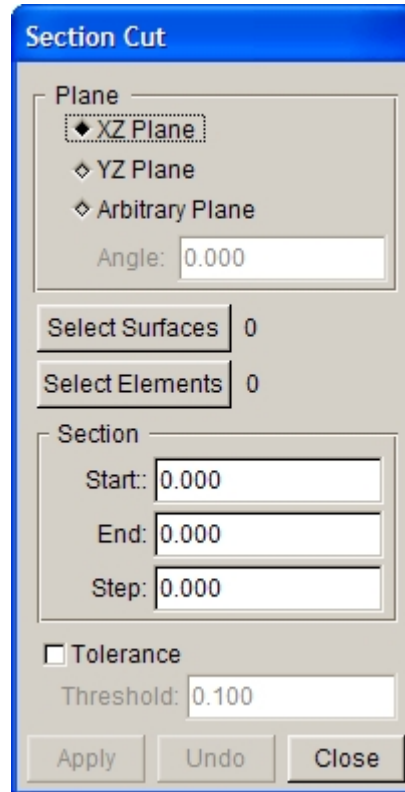 Section Cut
Plane
XZ Plane
YZ Plane
Arbitrary Plane
Angle: 0.000
Select Surfaces 0
Select Elements 0
Section
Start:: 0.000
End: 0.000
Step: 0.000
Tolerance
Threshold: 0.100
Apply Undo Close